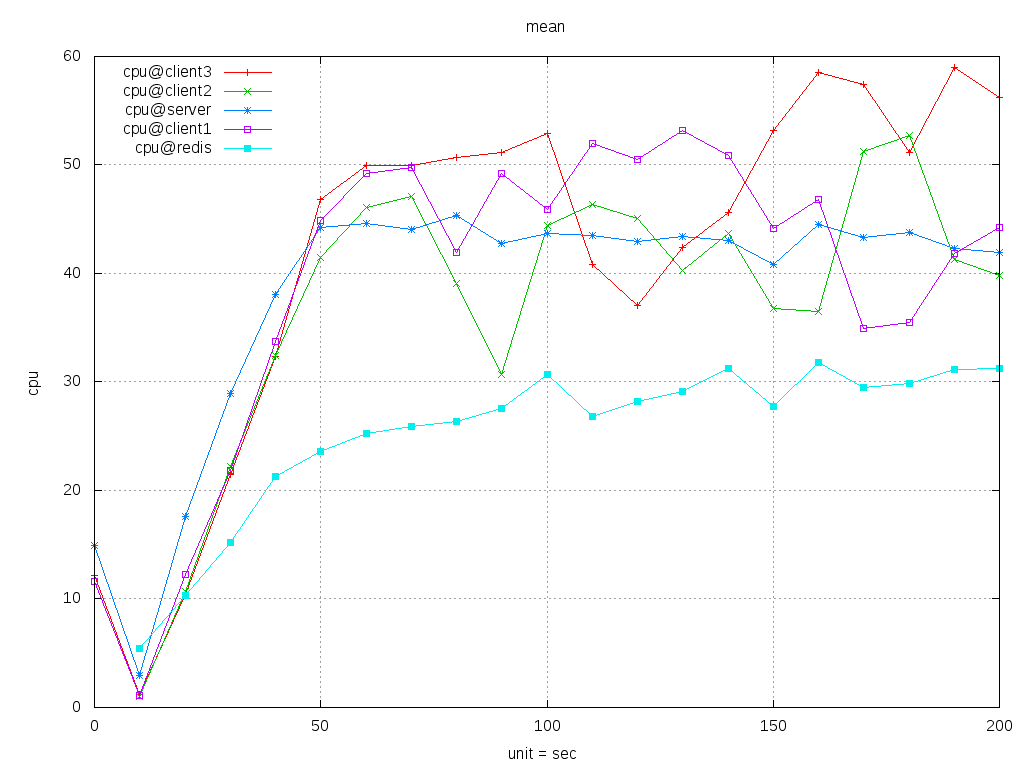 mean
60
50
40
30
20
10
0
cpu
cpu@client3
cpu@client2
cpu@server
cpu@client1
cpu@redis
0 50 100 150 200
unit = sec